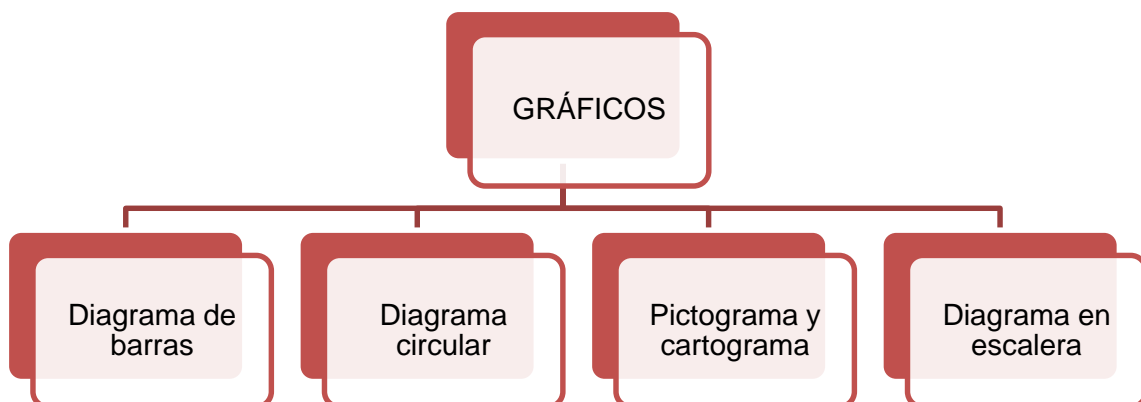 GRÁFICOS
Diagrama de
barras
Diagrama
circular
Pictograma y
cartograma
Diagrama en
escalera